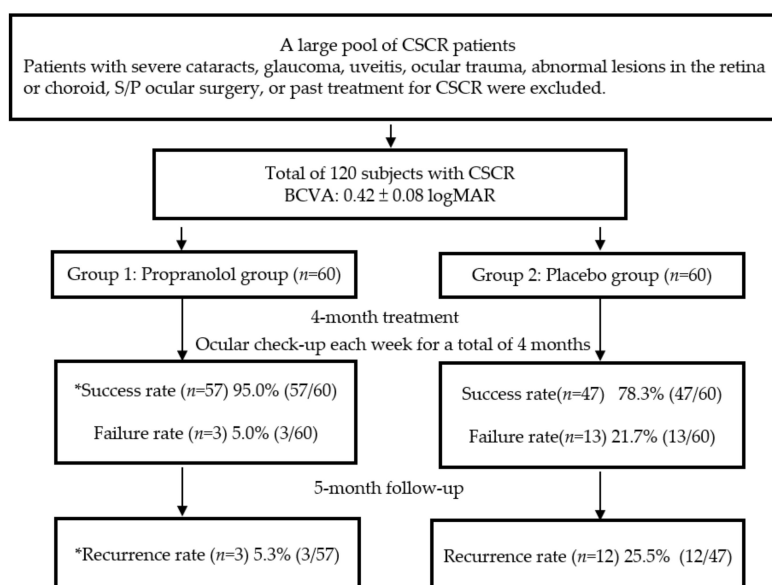 A large pool of CSCR patients
Patients with severe cataracts, glaucoma, uveitis, ocular trauma, abnormal lesions in the retina
or choroid, S/P ocular surgery, or past treatment for CSCR were excluded.
Total of 120 subjects with CSCR
BCVA: 0.42 ± 0.08 logMAR
Group 1: Propranolol group (n=60)
Group 2: Placebo group (n=60)
4-month treatment
Ocular check-up each week for a total of 4 months
*Success rate (n=57) 95.0% (57/60)
Failure rate (n=3) 5.0% (3/60)
Success rate(n=47) 78.3% (47/60)
Failure rate(n=13) 21.7% (13/60)
5-month follow-up
*Recurrence rate (n=3) 5.3% (3/57)
Recurrence rate (n=12) 25.5% (12/47)